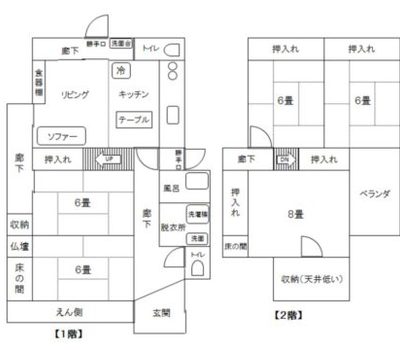 廊下
勝手口
洗面台
トイレ
食器棚
リビング
冷
キッチン
テーブル
ソファー
廊下
押入れ
UP
勝手口
6畳
廊下
風呂
収納
洗濯機
脱衣所
仏壇
洗面
床の間
6畳
トイレ
えん側
玄関
【1階】
押入れ
押入れ
6畳
6畳
廊下
DN
押入れ
押入れ
8畳
ベランダ
床の間
収納(天井低い)
【2階】